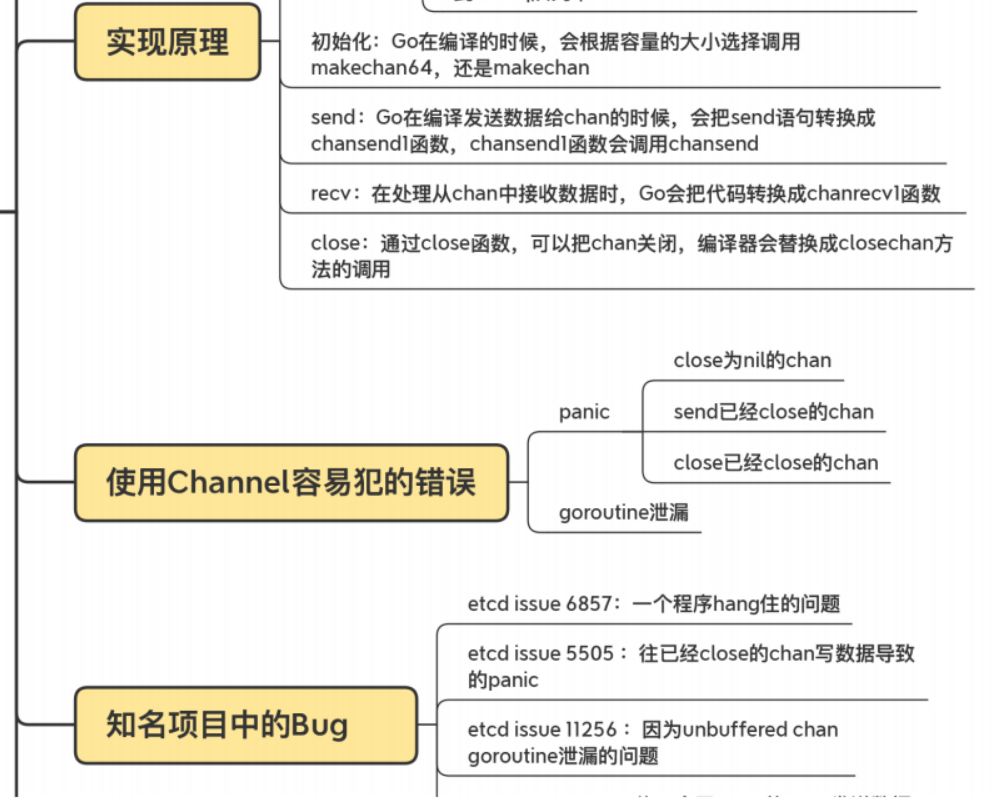 实现原理
初始化：Go在编译的时候，会根据容量的大小选择调用
makechan64，还是makechan
send：Go在编译发送数据给chan的时候，会把send语句转换成
chansend1函数，chansend1函数会调用chansend
recv：在处理从chan中接收数据时，Go会把代码转换成chanrecv1函数
close：通过close函数，可以把chan关闭，编译器会替换成closechan方
法的调用
使用Channel容易犯的错误
panic
close为nil的chan
send已经close的chan
close已经close的chan
goroutine泄漏
知名项目中的Bug
etcd issue 6857：一个程序hang住的问题
etcd issue 5505 ：往已经close的chan写数据导致
的panic
etcd issue 11256 ：因为unbuffered chan
goroutine泄漏的问题